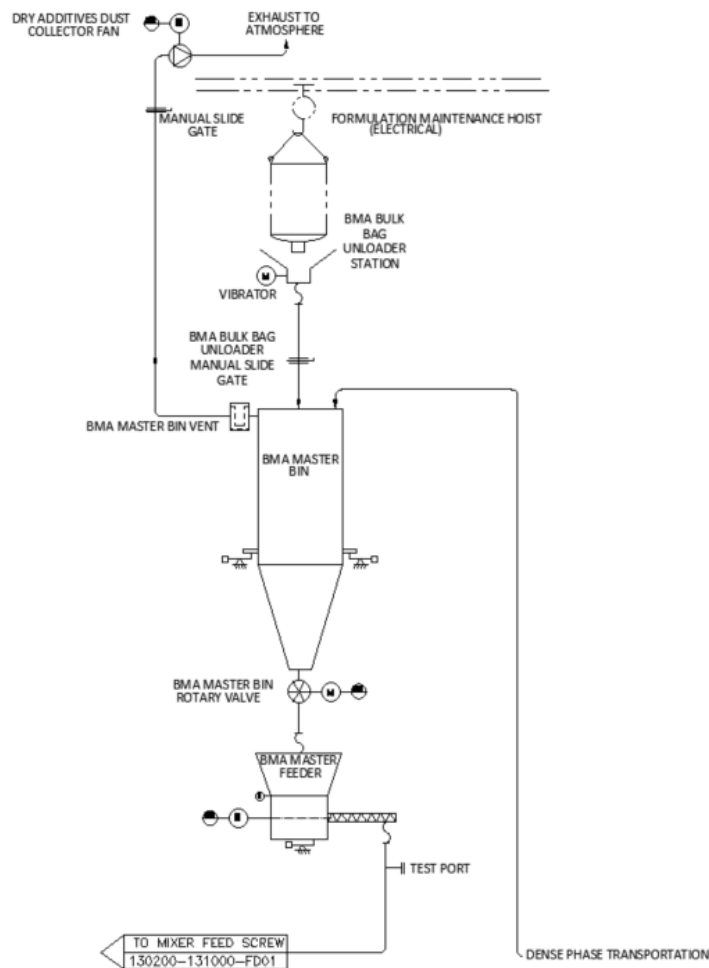 DRY ADDITIVES DUST
COLLECTOR FAN
EXHAUST TO
ATMOSPHERE
MANUAL SLIDE
GATE
FORMULATION MAINTENANCE HOIST
(ELECTRICAL)
BMA BULK
BAG
UNLOADER
STATION
M
VIBRATOR
BMA BULK BAG
UNLOADER
MANUAL SLIDE
GATE
BMA MASTER BIN VENT
BMA MASTER
BIN
BMA MASTER BIN
ROTARY VALVE
M
BMA MASTER
FEEDER
TEST PORT
TO MIXER FEED SCREW
130200-131000-FD01
DENSE PHASE TRANSPORTATION